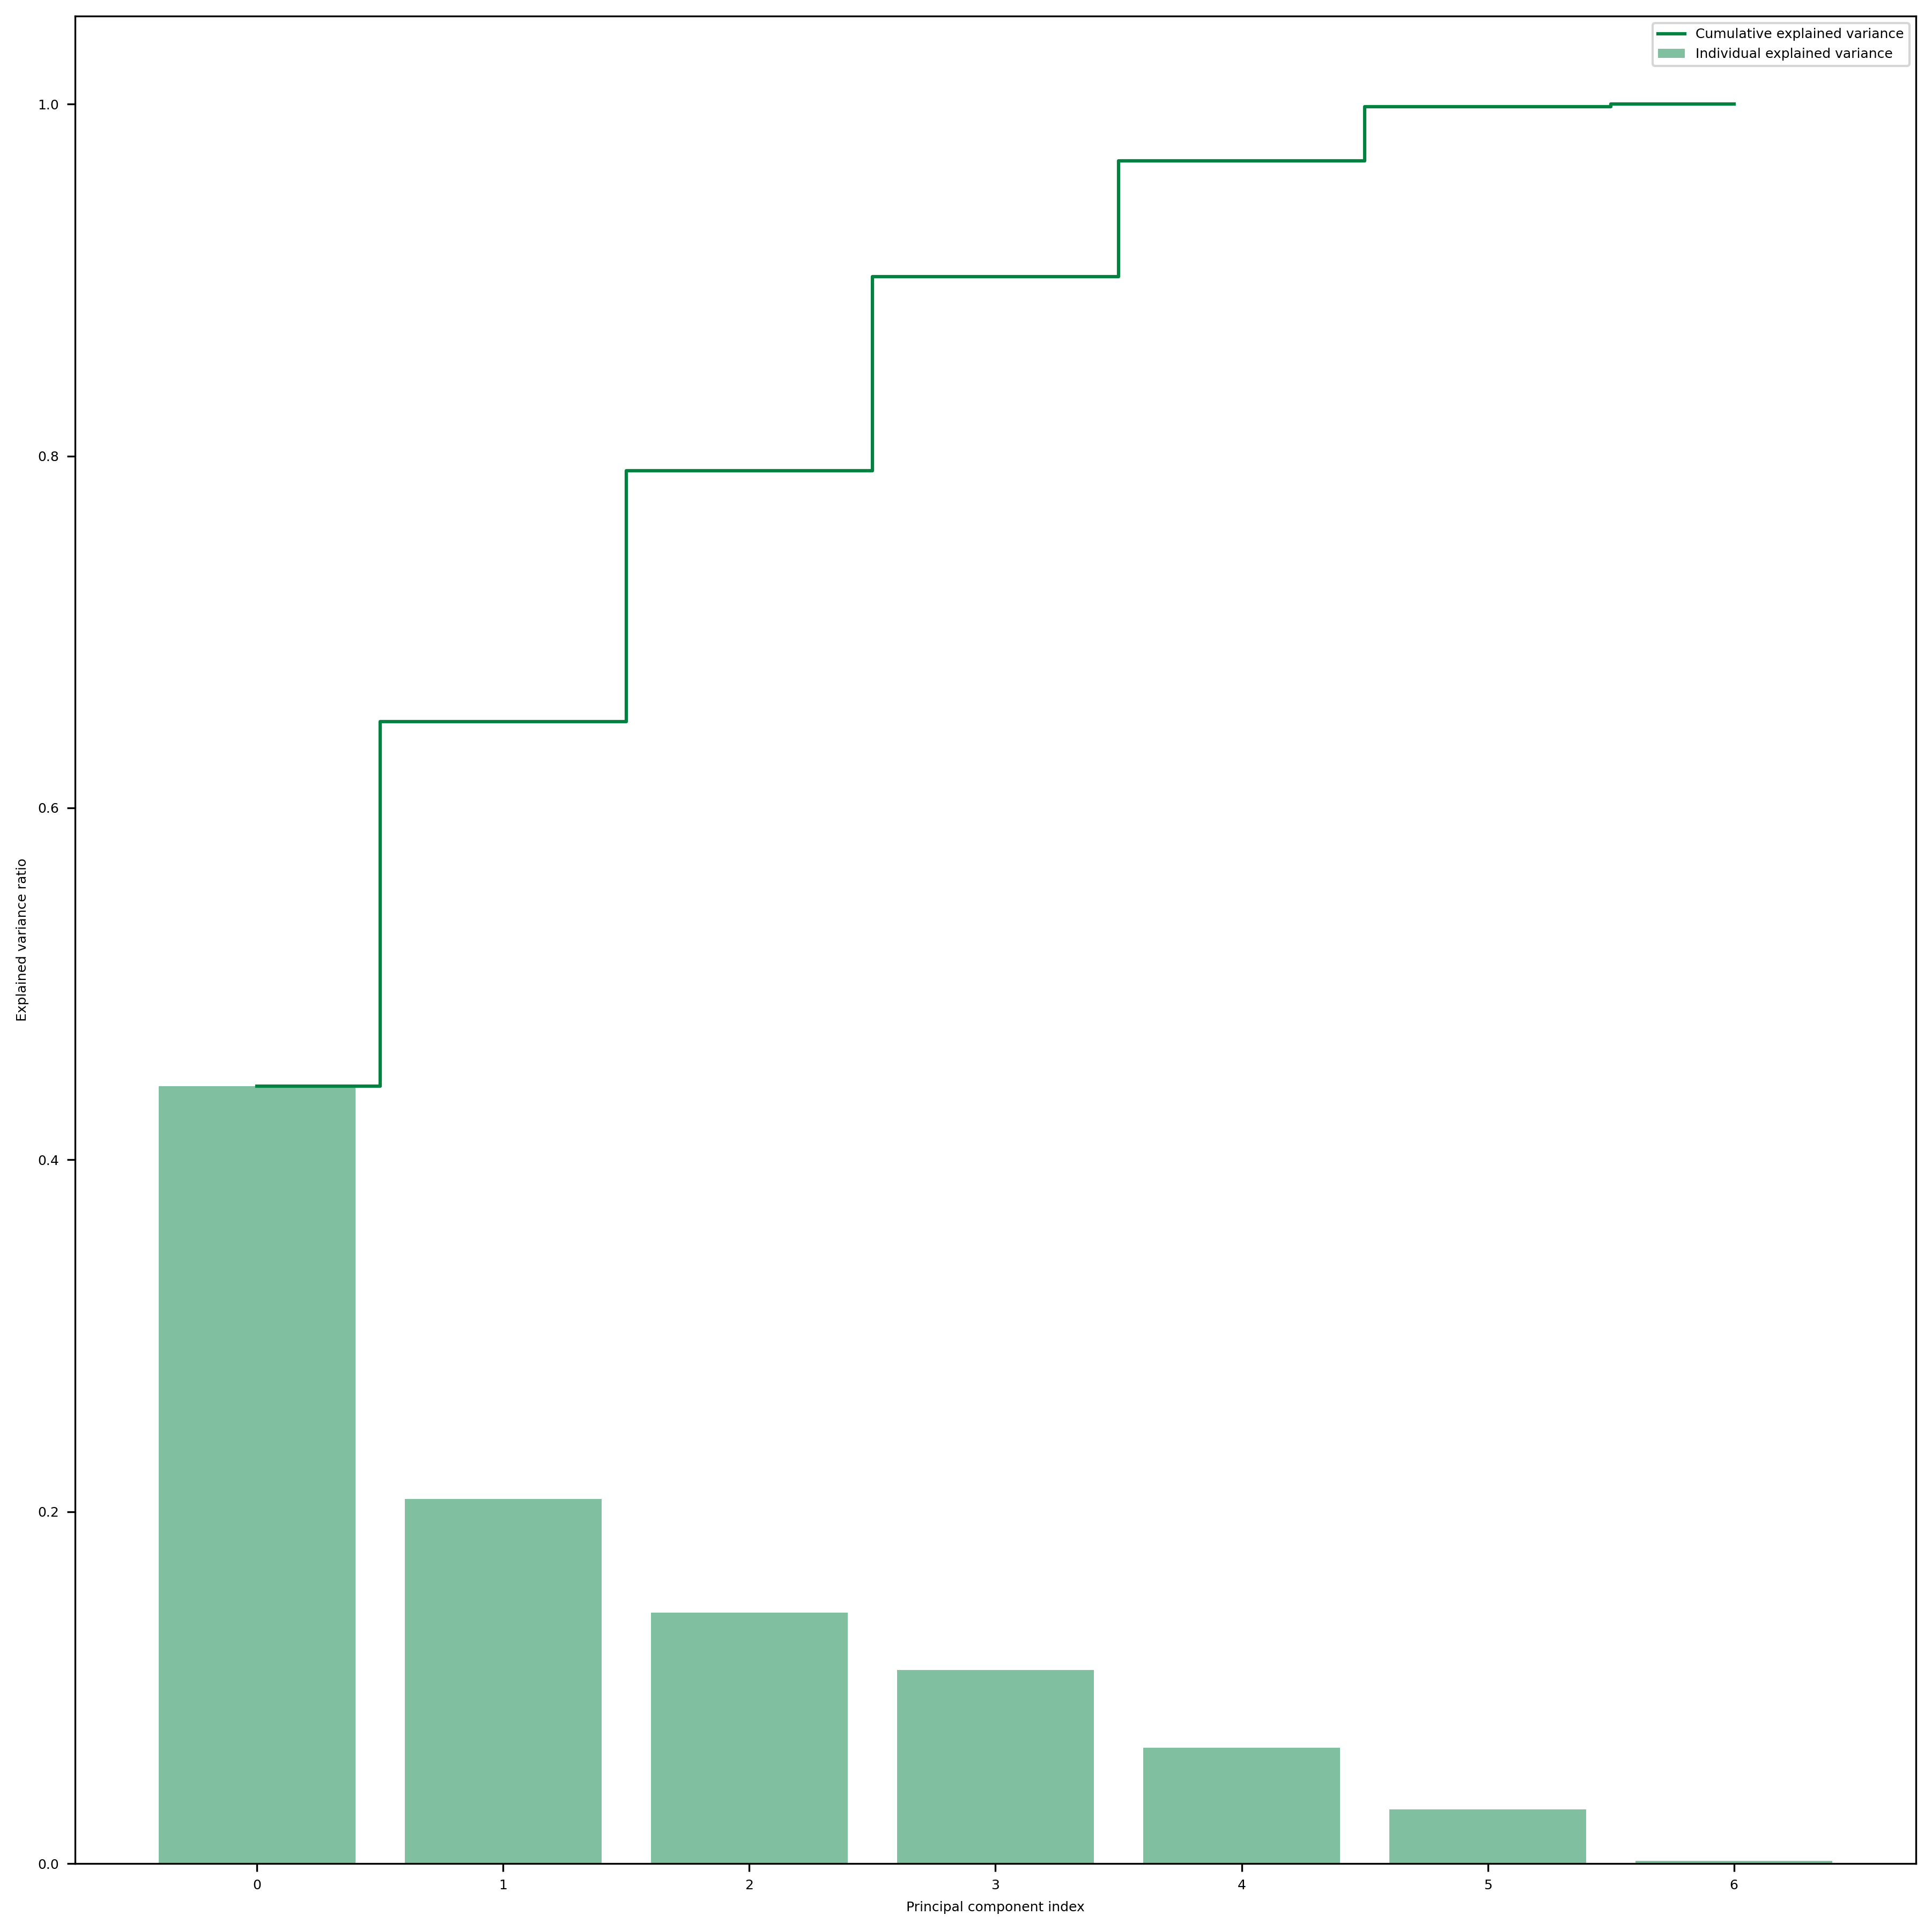 Cumulative explained variance
Individual explained variance
1.0
0.8
0.6
0.4
0.2
0.0
Explained variance ratio
0 1 2 3 4 5 6
Principal component index